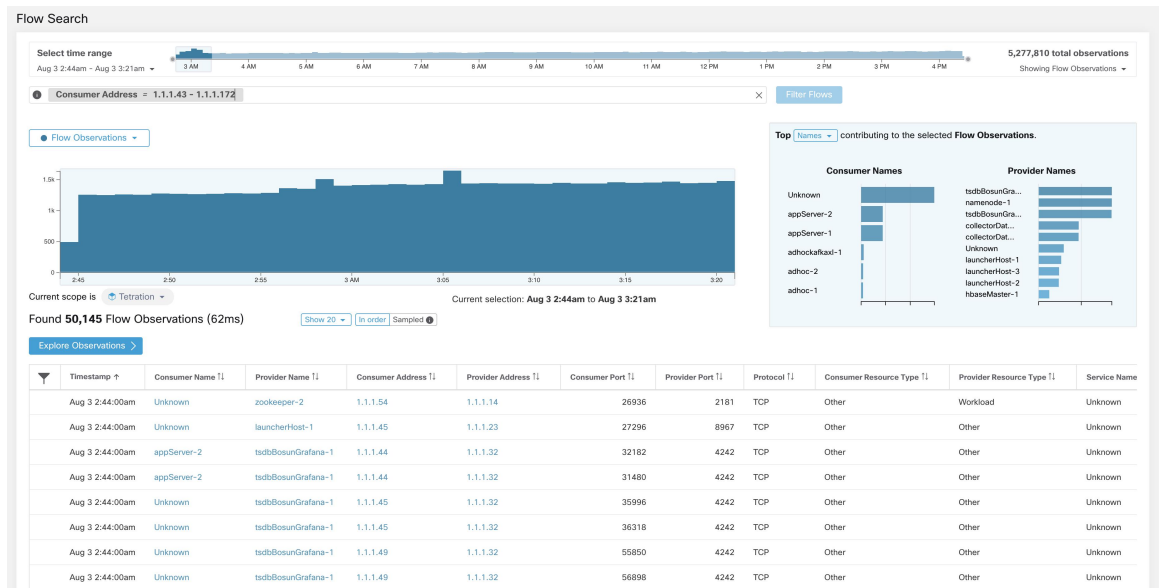 Flow Search
Select time range
Aug 3 2:44am - Aug 3 3:21am
3 AM 4 AM 5 AM 6 AM 7 AM 8 AM 9 AM 10 AM 11 AM 12 PM 1 PM 2 PM 3 PM 4 PM
5,277,810 total observations
Showing Flow Observations
Consumer Address = 1.1.1.43 - 1.1.1.172
Filter Flows
Flow Observations
1.5k
1k
500
0
2:45 2:50 2:55 3 AM 3:05 3:10 3:15 3:20
Top Names contributing to the selected Flow Observations.
Consumer Names
Unknown
appServer-2
appServer-1
adhockafkaxl-1
adhoc-2
adhoc-1
Provider Names
tsdbBosunGra...
namenode-1
tsdbBosunGra...
collectorDat...
collectorDat...
Unknown
launcherHost-1
launcherHost-3
launcherHost-2
hbaseMaster-1
Current scope is Tetration
Current selection: Aug 3 2:44am to Aug 3 3:21am
Found 50,145 Flow Observations (62ms)
Show 20 In order Sampled
Explore Observations
Timestamp Consumer Name Provider Name Consumer Address Provider Address Consumer Port Provider Port Protocol Consumer Resource Type Provider Resource Type Service Name
Aug 3 2:44:00am Unknown zookeeper-2 1.1.1.54 1.1.1.14 26936 2181 TCP Other Workload Unknown
Aug 3 2:44:00am Unknown launcherHost-1 1.1.1.45 1.1.1.23 27296 8967 TCP Other Other Unknown
Aug 3 2:44:00am appServer-2 tsdbBosunGrafana-1 1.1.1.44 1.1.1.32 32182 4242 TCP Other Other Unknown
Aug 3 2:44:00am appServer-2 tsdbBosunGrafana-1 1.1.1.44 1.1.1.32 31480 4242 TCP Other Other Unknown
Aug 3 2:44:00am Unknown tsdbBosunGrafana-1 1.1.1.45 1.1.1.32 35996 4242 TCP Other Other Unknown
Aug 3 2:44:00am Unknown tsdbBosunGrafana-1 1.1.1.45 1.1.1.32 36318 4242 TCP Other Other Unknown
Aug 3 2:44:00am Unknown tsdbBosunGrafana-1 1.1.1.49 1.1.1.32 55850 4242 TCP Other Other Unknown
Aug 3 2:44:00am Unknown tsdbBosunGrafana-1 1.1.1.49 1.1.1.32 56898 4242 TCP Other Other Unknown